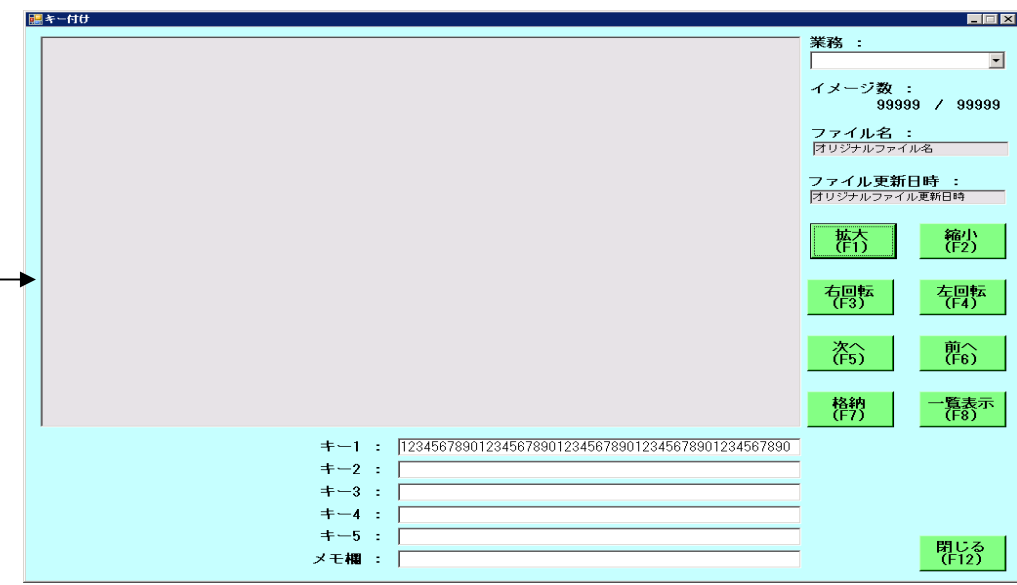 キー付け
業務 :
イメージ数 :
99999 / 99999
ファイル名 :
オリジナルファイル名
ファイル更新日時 :
オリジナルファイル更新日時
拡大
(F1)
縮小
(F2)
右回転
(F3)
左回転
(F4)
次へ
(F5)
前へ
(F6)
格納
(F7)
一覧表示
(F8)
キー1 : 12345678901234567890123456789012345678901234567890
キー2 :
キー3 :
キー4 :
キー5 :
メモ欄 :
閉じる
(F12)